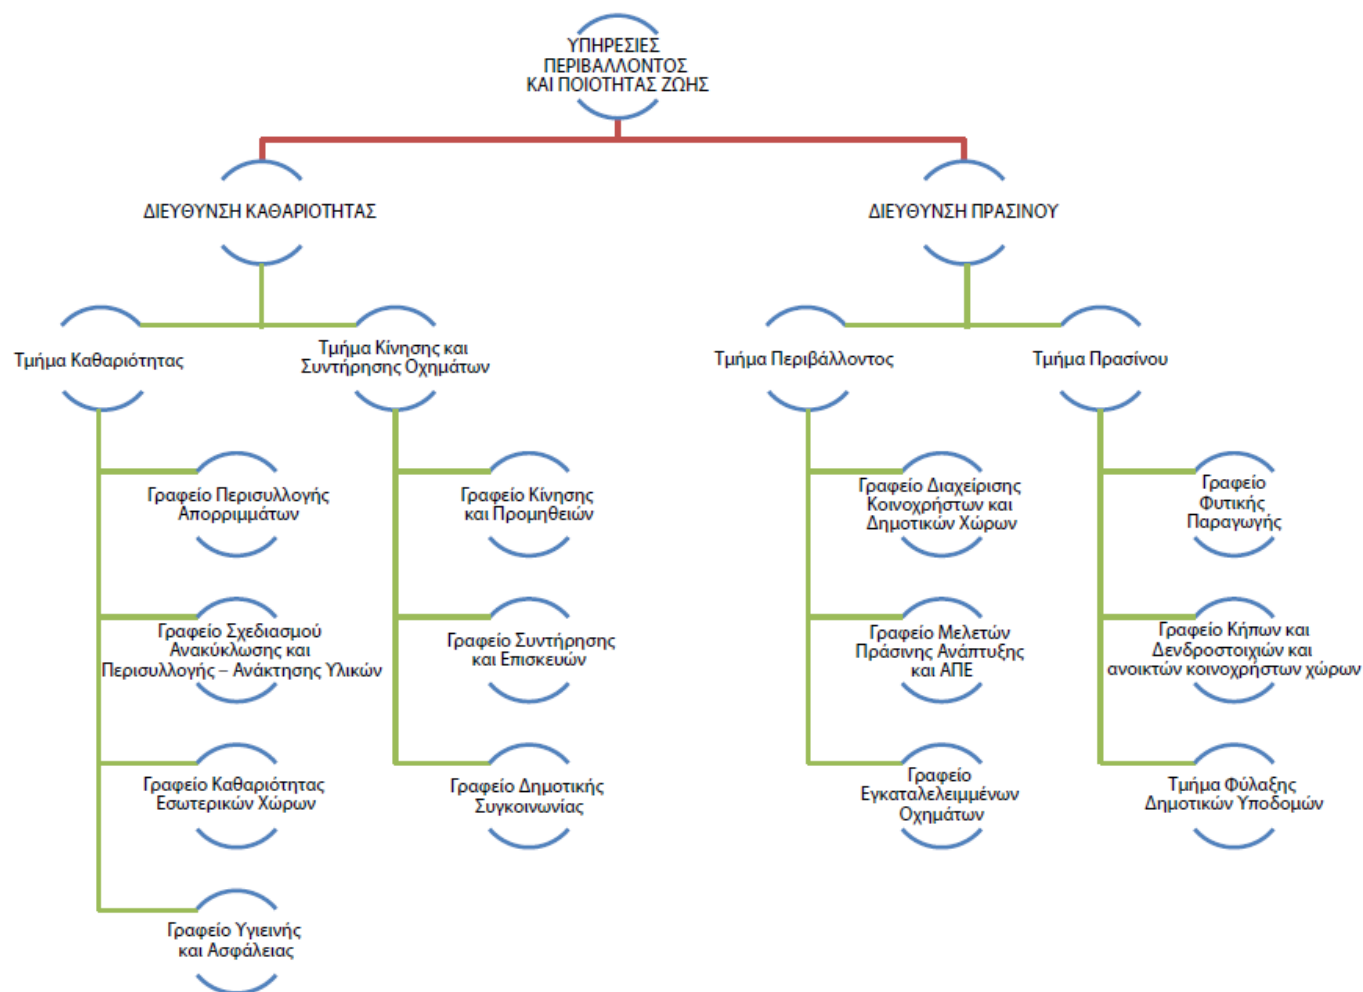 ΥΠΗΡΕΣΙΕΣ
ΠΕΡΙΒΑΛΛΟΝΤΟΣ
ΚΑΙ ΠΟΙΟΤΗΤΑΣ ΖΩΗΣ
ΔΙΕΥΘΥΝΣΗ ΚΑΘΑΡΙΟΤΗΤΑΣ
ΔΙΕΥΘΥΝΣΗ ΠΡΑΣΙΝΟΥ
Τμήμα Καθαριότητας
Τμήμα Κίνησης και
Συντήρησης Οχημάτων
Τμήμα Περιβάλλοντος
Τμήμα Πρασίνου
Γραφείο Περισυλλογής
Απορριμμάτων
Γραφείο Κίνησης
και Προμηθειών
Γραφείο Διαχείρισης
Κοινοχρήστων και
Δημοτικών Χώρων
Γραφείο
Φυτικής
Παραγωγής
Γραφείο Σχεδιασμού
Ανακύκλωσης και
Περισυλλογής – Ανάκτησης Υλικών
Γραφείο Συντήρησης
και Επισκευών
Γραφείο Μελετών
Πράσινης Ανάπτυξης
και ΑΠΕ
Γραφείο Κήπων και
Δενδροστοιχιών και
ανοικτών κοινοχρήστων χώρων
Γραφείο Καθαριότητας
Εσωτερικών Χώρων
Γραφείο Δημοτικής
Συγκοινωνίας
Γραφείο
Εγκαταλελειμμένων
Οχημάτων
Τμήμα Φύλαξης
Δημοτικών Υποδομών
Γραφείο Υγιεινής
και Ασφάλειας